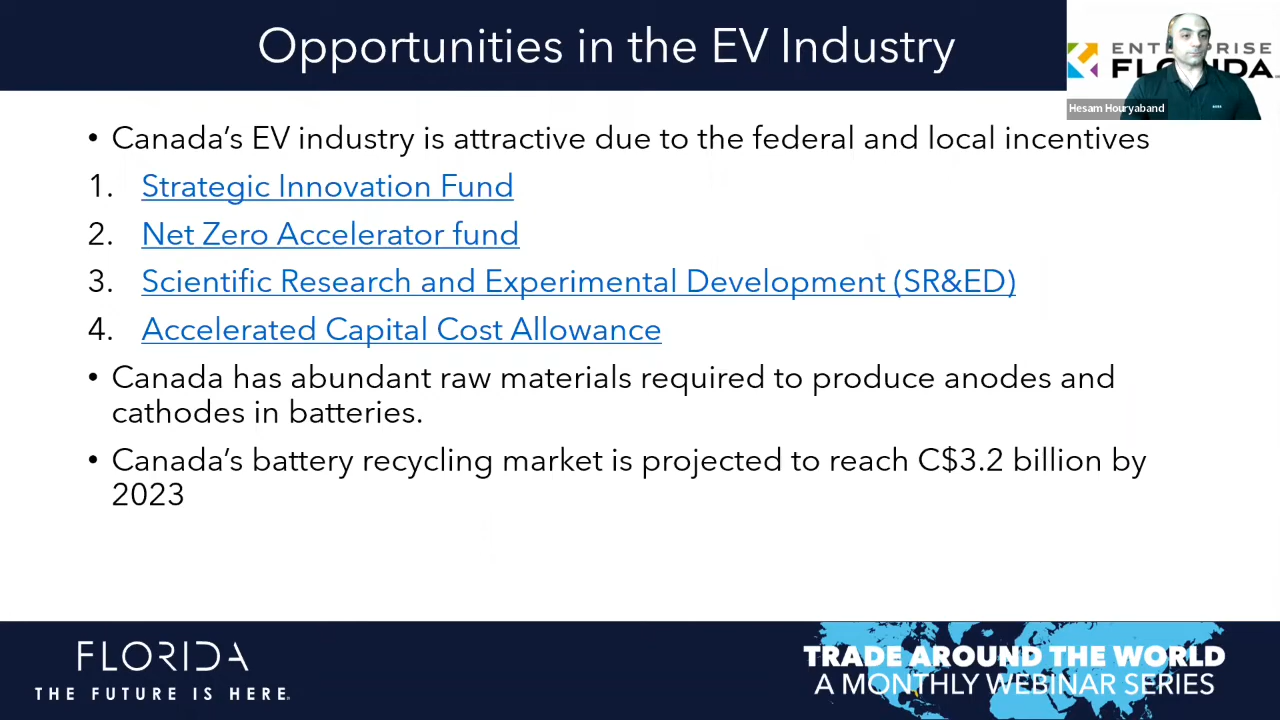 Opportunities in the EV Industry
ENTERPRISE
FLORIDA
Hesam Houryaband
• Canada’s EV industry is attractive due to the federal and local incentives
1. Strategic Innovation Fund
2. Net Zero Accelerator fund
3. Scientific Research and Experimental Development (SR&ED)
4. Accelerated Capital Cost Allowance
• Canada has abundant raw materials required to produce anodes and
cathodes in batteries.
• Canada’s battery recycling market is projected to reach C$3.2 billion by
2023
FLORIDA
THE FUTURE IS HERE.
TRADE AROUND THE WORLD
A MONTHLY WEBINAR SERIES